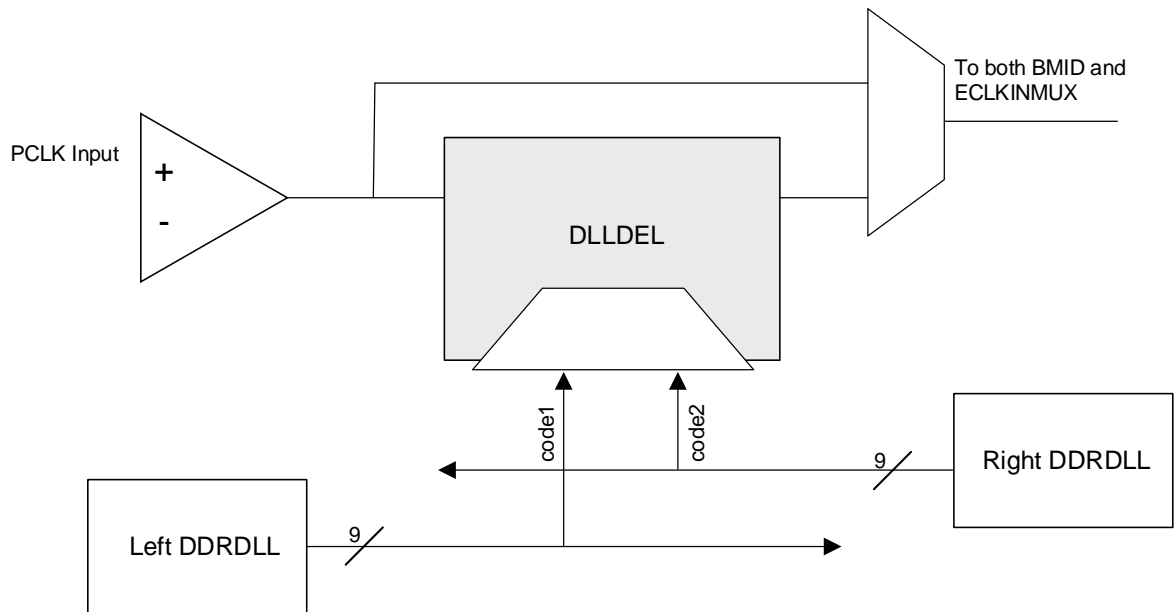 To both BMID and
ECLKINMUX
PCLK Input
+
-
DLLDEL
code1
code2
9
Right DDRDLL
9
Left DDRDLL